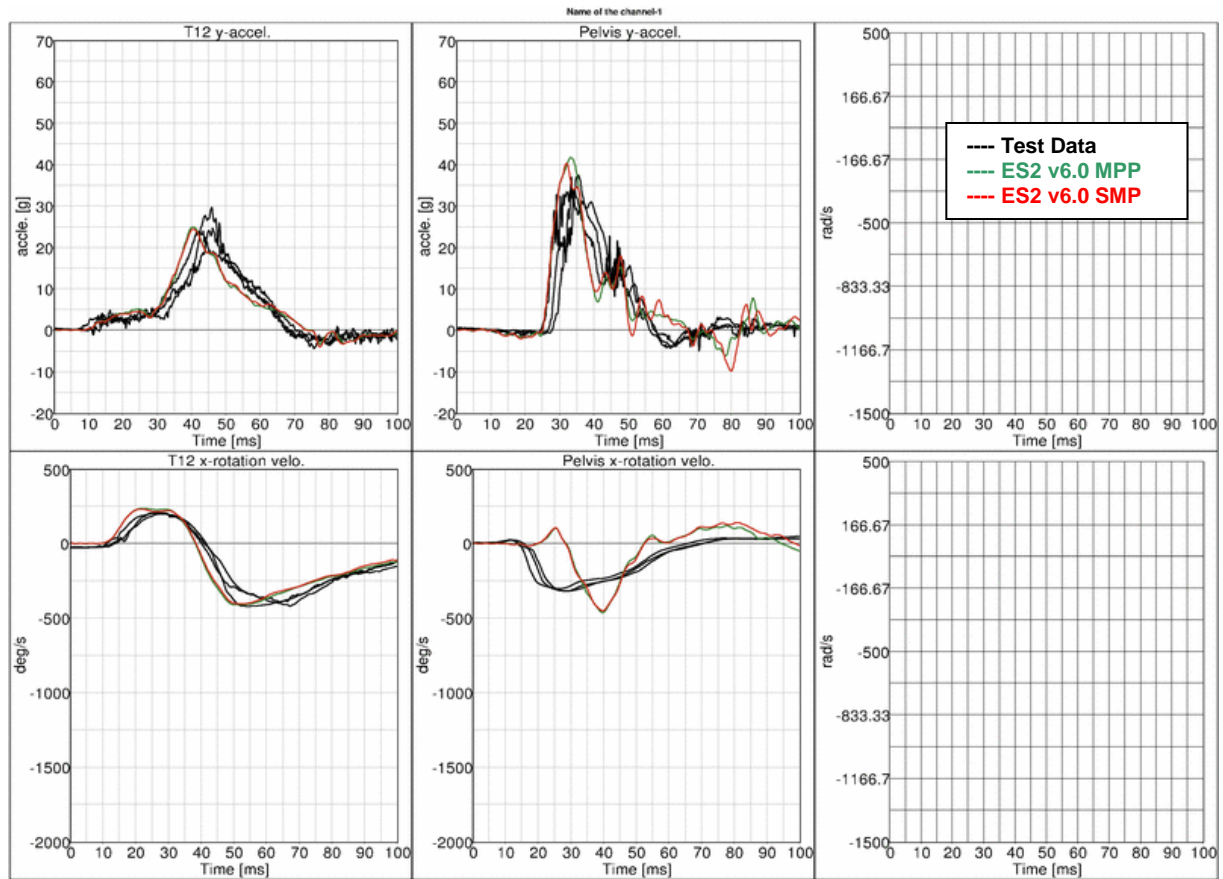 Name of the channel-1
T12 y-accel.
70
60
50
40
30
20
10
0
-10
-20
accle. [g]
0 10 20 30 40 50 60 70 80 90 100
Time [ms]
Pelvis y-accel.
70
60
50
40
30
20
10
0
-10
-20
accle. [g]
0 10 20 30 40 50 60 70 80 90 100
Time [ms]
500
166.67
-166.67
-500
-833.33
-1166.7
-1500
rad/s
0 10 20 30 40 50 60 70 80 90 100
Time [ms]
---- Test Data
---- ES2 v6.0 MPP
---- ES2 v6.0 SMP
T12 x-rotation velo.
500
0
-500
-1000
-1500
-2000
deg/s
0 10 20 30 40 50 60 70 80 90 100
Time [ms]
Pelvis x-rotation velo.
500
0
-500
-1000
-1500
-2000
deg/s
0 10 20 30 40 50 60 70 80 90 100
Time [ms]
500
166.67
-166.67
-500
-833.33
-1166.7
-1500
rad/s
0 10 20 30 40 50 60 70 80 90 100
Time [ms]